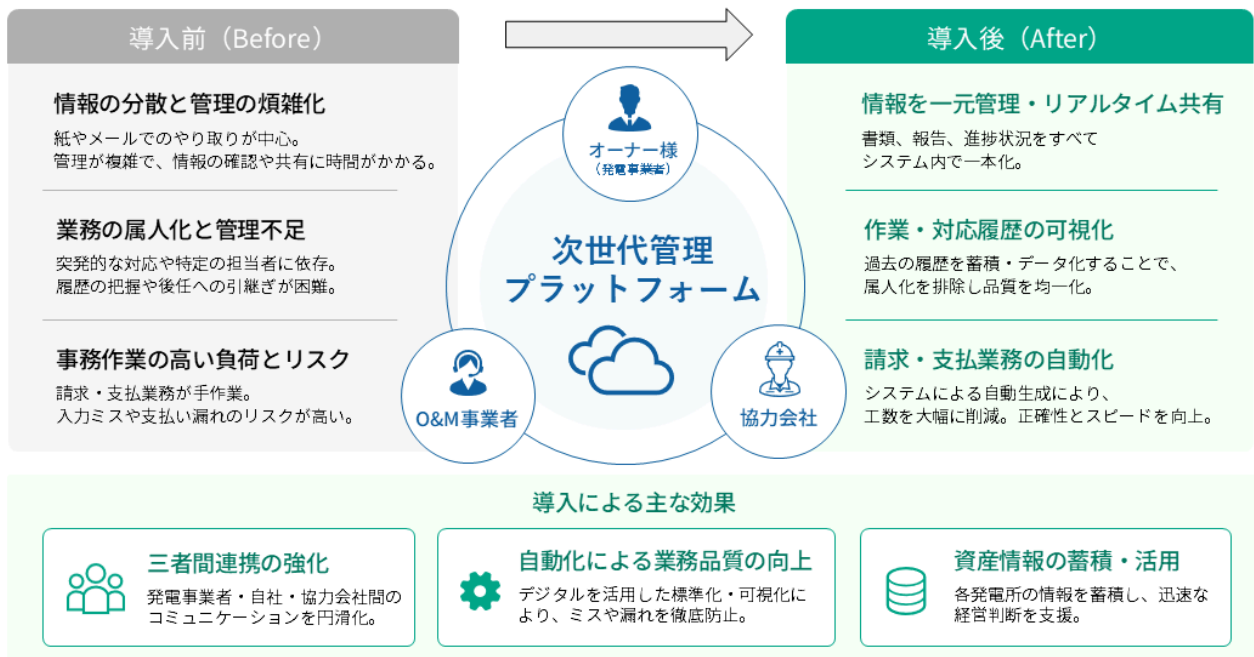 導入前（Before）
情報の分散と管理の煩雑化
紙やメールでのやり取りが中心。
管理が複雑で、情報の確認や共有に時間がかかる。
業務の属人化と管理不足
突発的な対応や特定の担当者に依存。
履歴の把握や後任への引継ぎが困難。
事務作業の高い負荷とリスク
請求・支払業務が手作業。
入力ミスや支払い漏れのリスクが高い。
オーナー様
（発電事業者）
次世代管理
プラットフォーム
O&M事業者
協力会社
導入後（After）
情報を一元管理・リアルタイム共有
書類、報告、進捗状況をすべて
システム内で一本化。
作業・対応履歴の可視化
過去の履歴を蓄積・データ化することで、
属人化を排除し品質を均一化。
請求・支払業務の自動化
システムによる自動生成により、
工数を大幅に削減。正確性とスピードを向上。
導入による主な効果
三者間連携の強化
発電事業者・自社・協力会社間の
コミュニケーションを円滑化。
自動化による業務品質の向上
デジタルを活用した標準化・可視化に
より、ミスや漏れを徹底防止。
資産情報の蓄積・活用
各発電所の情報を蓄積し、迅速な
経営判断を支援。